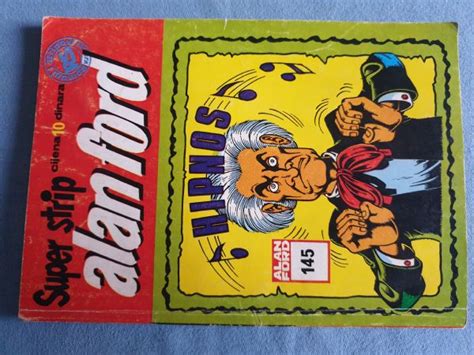 Super strip
cijena 10 dinara
alan ford
HIPNOS
ALAN
FORD
145